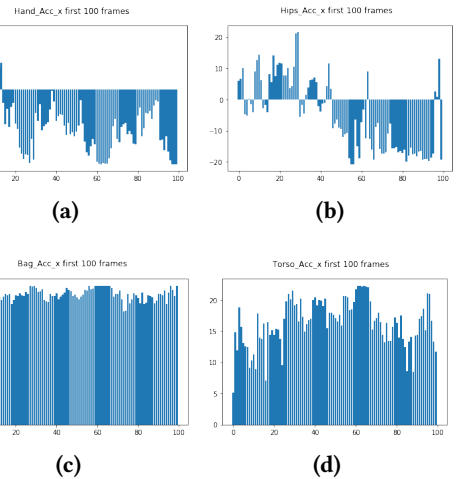 Hand_Acc_x first 100 frames
Hips_Acc_x first 100 frames
20
10
0
−10
−20
20 40 60 80 100
0 20 40 60 80 100
(a) (b)
Bag_Acc_x first 100 frames
Torso_Acc_x first 100 frames
20
15
10
5
0
20 40 60 80 100
0 20 40 60 80 100
(c) (d)